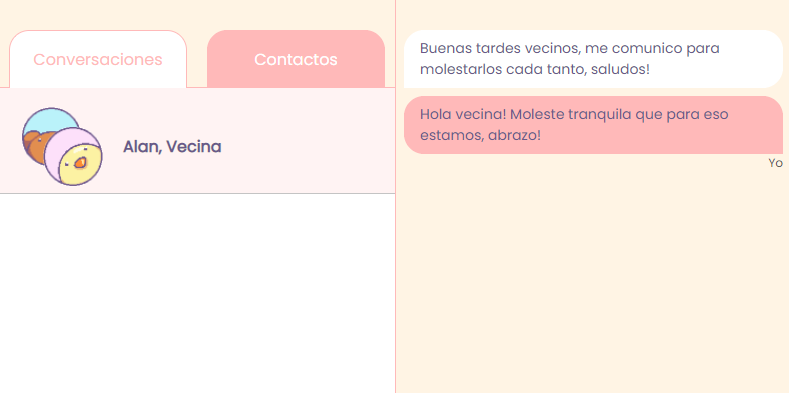 Conversaciones
Contactos
Alan, Vecina
Buenas tardes vecinos, me comunico para
molestarlos cada tanto, saludos!
Hola vecina! Moleste tranquila que para eso
estamos, abrazo!
Yo